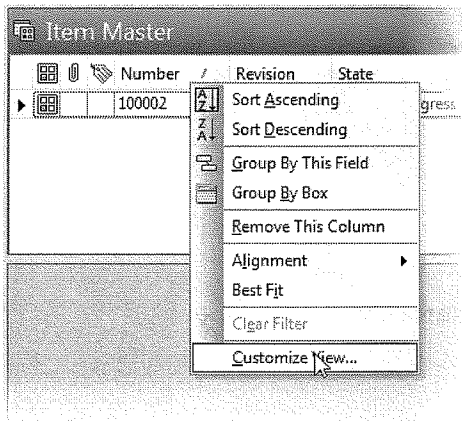 Item Master
Number / Revision State
100002
gress
Sort Ascending
Sort Descending
Group By This Field
Group By Box
Remove This Column
Alignment
Best Fit
Clear Filter
Customize View...